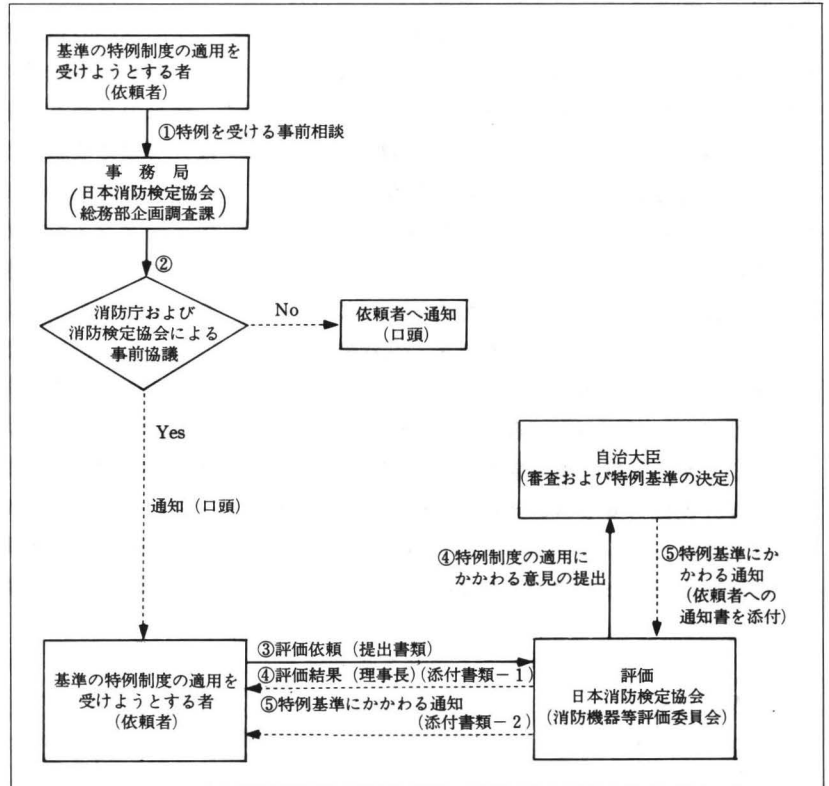 基準の特例制度の適用を
受けようとする者
(依頼者)
①特例を受ける事前相談
事務局
(日本消防検定協会
総務部企画調査課)
②
消防庁および
消防検定協会による
事前協議
No
依頼者へ通知
(口頭)
Yes
通知(口頭)
自治大臣
(審査および特例基準の決定)
④特例制度の適用に
かかわる意見の提出
⑤特例基準にか
かわる通知
(依頼者への
通知書を添付)
基準の特例制度の適用を
受けようとする者
(依頼者)
③評価依頼(提出書類)
④評価結果(理事長)(添付書類-1)
⑤特例基準にかかわる通知
(添付書類-2)
評価
日本消防検定協会
(消防機器等評価委員会)